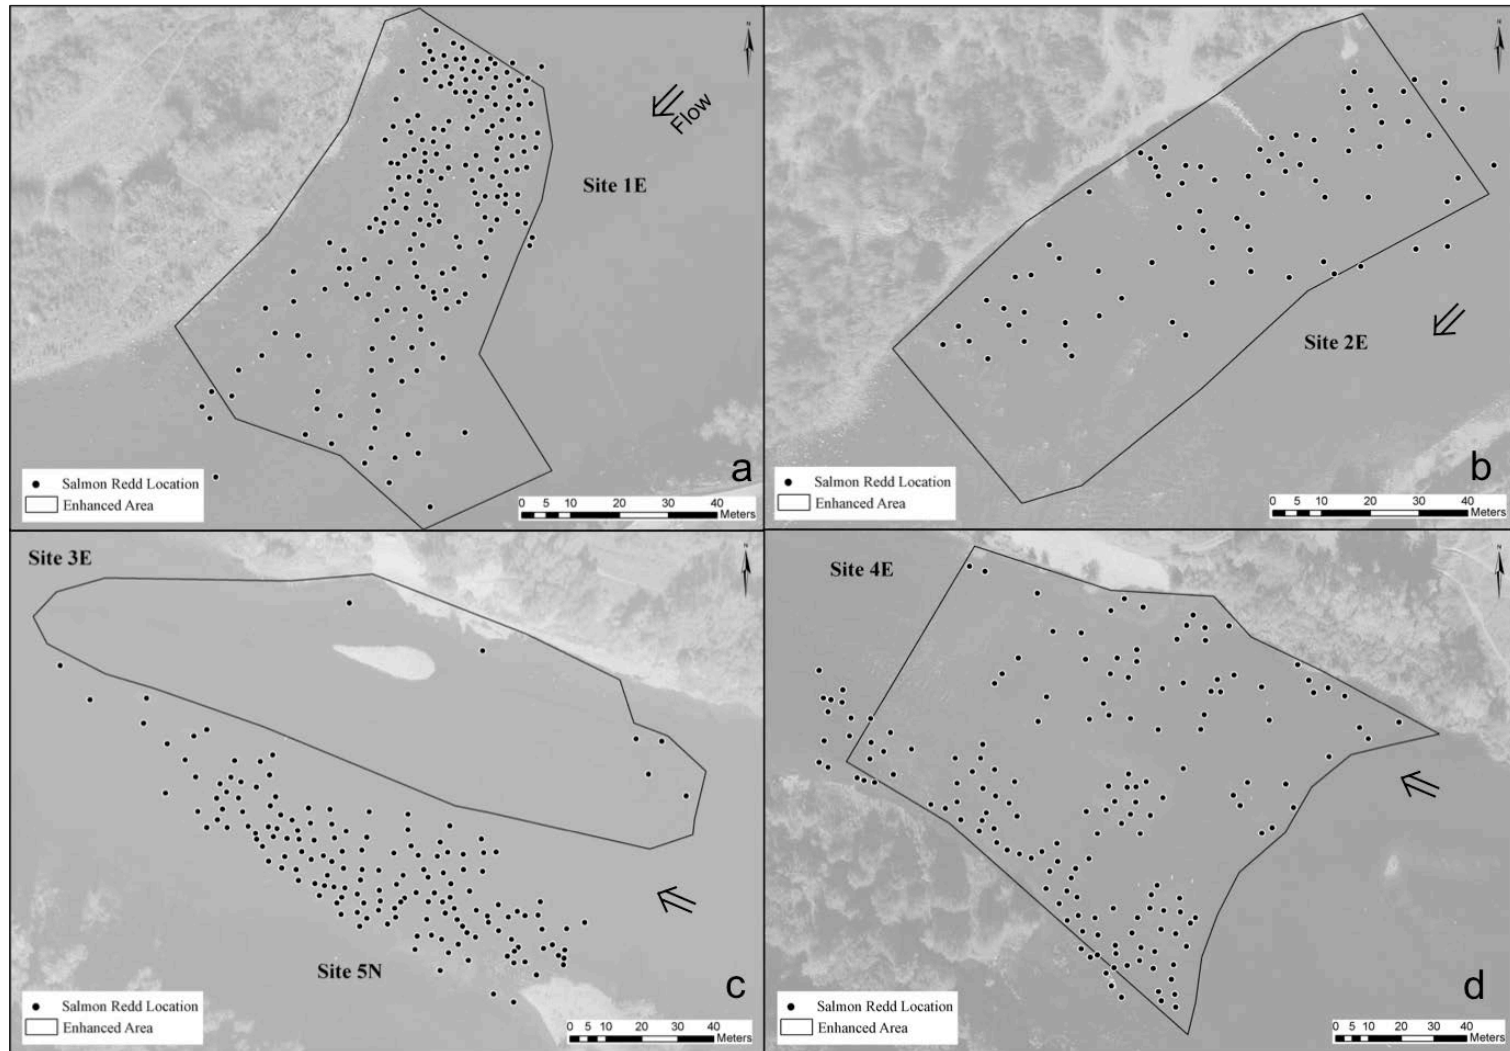 N
Flow
Site 1E
Salmon Redd Location
Enhanced Area
0 5 10 20 30 40
Meters
a
N
Site 2E
Salmon Redd Location
Enhanced Area
0 5 10 20 30 40
Meters
b
Site 3E
N
Site 5N
Salmon Redd Location
Enhanced Area
0 5 10 20 30 40
Meters
c
Site 4E
N
Salmon Redd Location
Enhanced Area
0 5 10 20 30 40
Meters
d